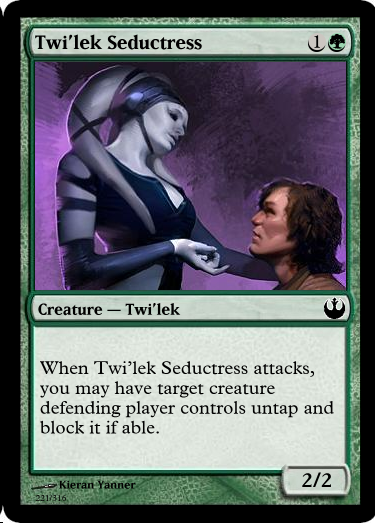 Twi'lek Seductress 1
Creature — Twi'lek
When Twi'lek Seductress attacks,
you may have target creature
defending player controls untap and
block it if able.
Kieran Yanner
2/2
221/316